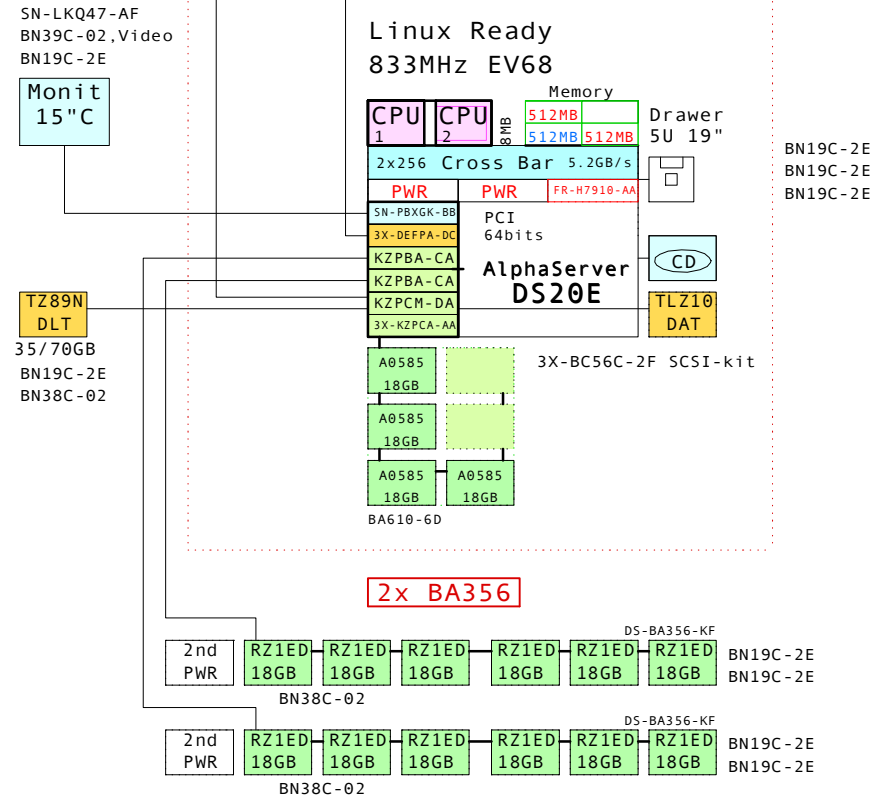 SN-LKQ47-AF
BN39C-02,Video
BN19C-2E
Monit
15"C
Linux Ready
833MHz EV68
Memory
CPU
1
CPU
2
8MB
512MB
512MB 512MB
Drawer
5U 19"
BN19C-2E
BN19C-2E
BN19C-2E
2x256 Cross Bar 5.2GB/s
PWR PWR FR-H7910-AA
SN-PBXGK-BB
3X-DEFPA-DC
KZPBA-CA
KZPBA-CA
KZPCM-DA
3X-KZPCA-AA
PCI
64bits
AlphaServer
DS20E
CD
TZ89N
DLT
35/70GB
BN19C-2E
BN38C-02
TLZ10
DAT
3X-BC56C-2F SCSI-kit
A0585
18GB
A0585
18GB
A0585
18GB
A0585
18GB
BA610-6D
2x BA356
DS-BA356-KF
2nd
PWR
RZ1ED RZ1ED RZ1ED RZ1ED RZ1ED RZ1ED
18GB 18GB 18GB 18GB 18GB 18GB
BN19C-2E
BN19C-2E
BN38C-02
DS-BA356-KF
2nd
PWR
RZ1ED RZ1ED RZ1ED RZ1ED RZ1ED RZ1ED
18GB 18GB 18GB 18GB 18GB 18GB
BN19C-2E
BN19C-2E
BN38C-02